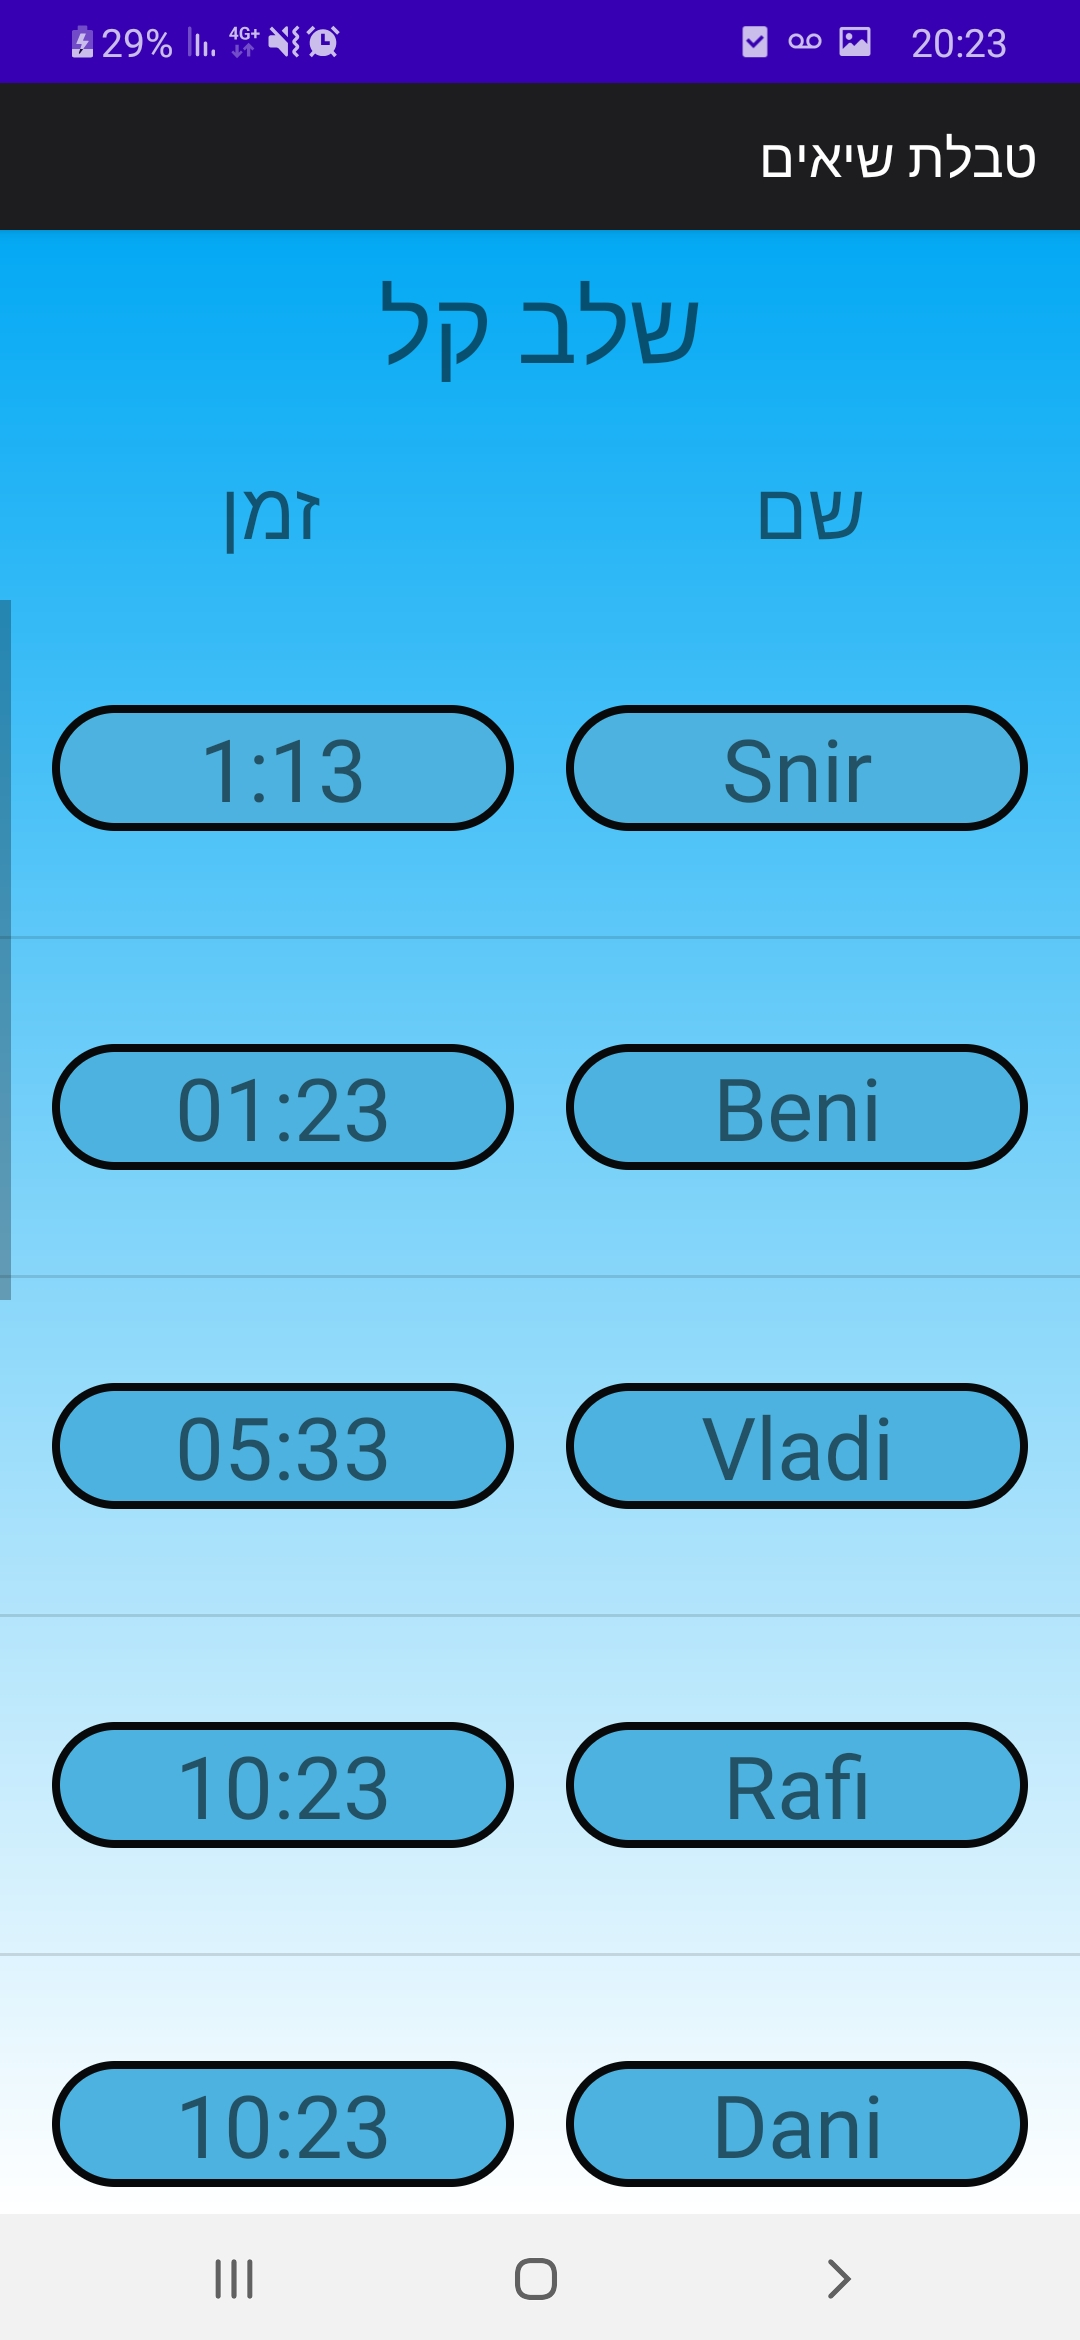 29% 4G+ 20:23
טבלת שיאים
שלב קל
שם זמן
Snir 1:13
Beni 01:23
Vladi 05:33
Rafi 10:23
Dani 10:23